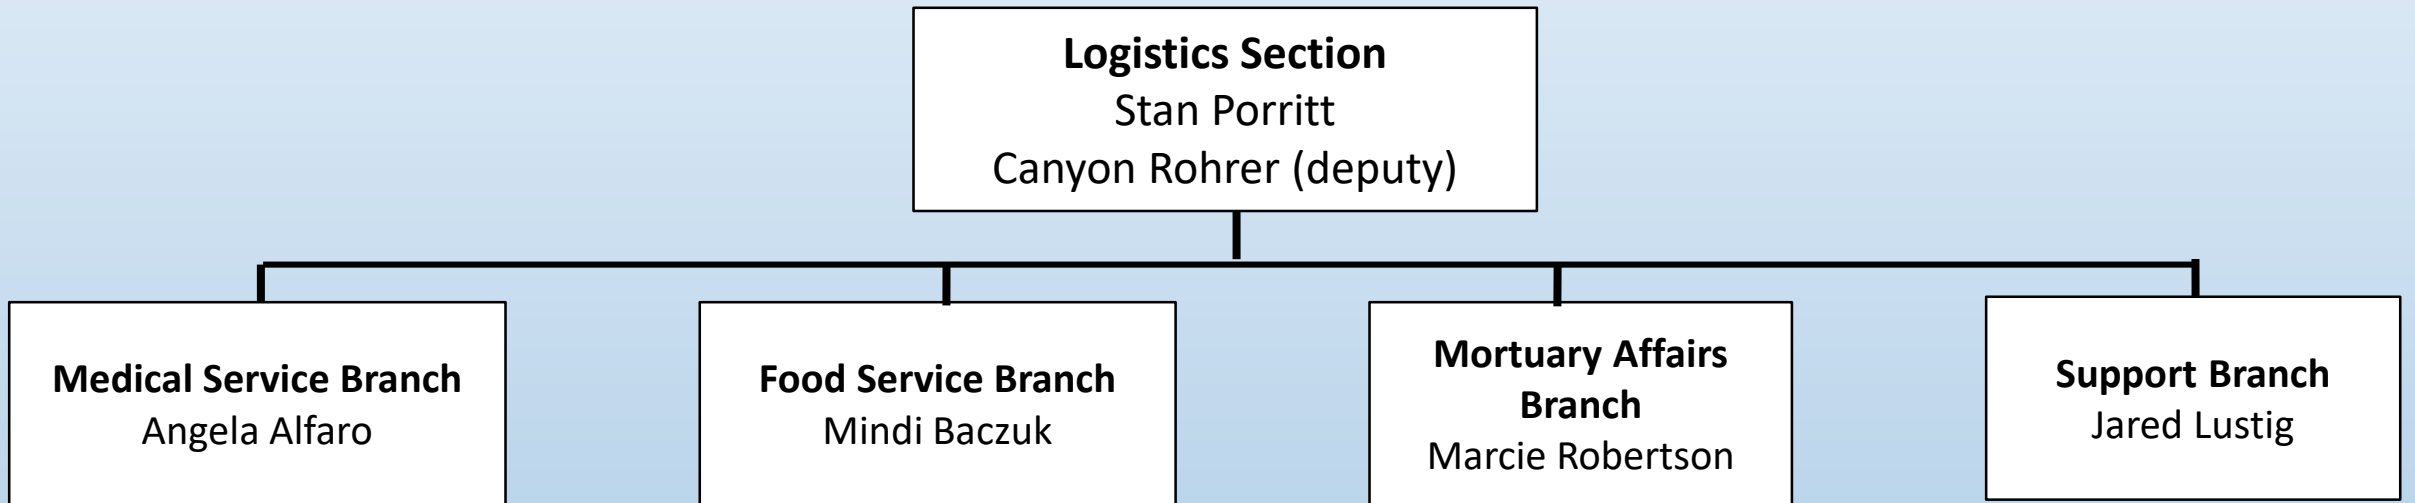 Logistics Section
Stan Porritt
Canyon Rohrer (deputy)
Medical Service Branch
Angela Alfaro
Food Service Branch
Mindi Baczuk
Mortuary Affairs
Branch
Marcie Robertson
Support Branch
Jared Lustig